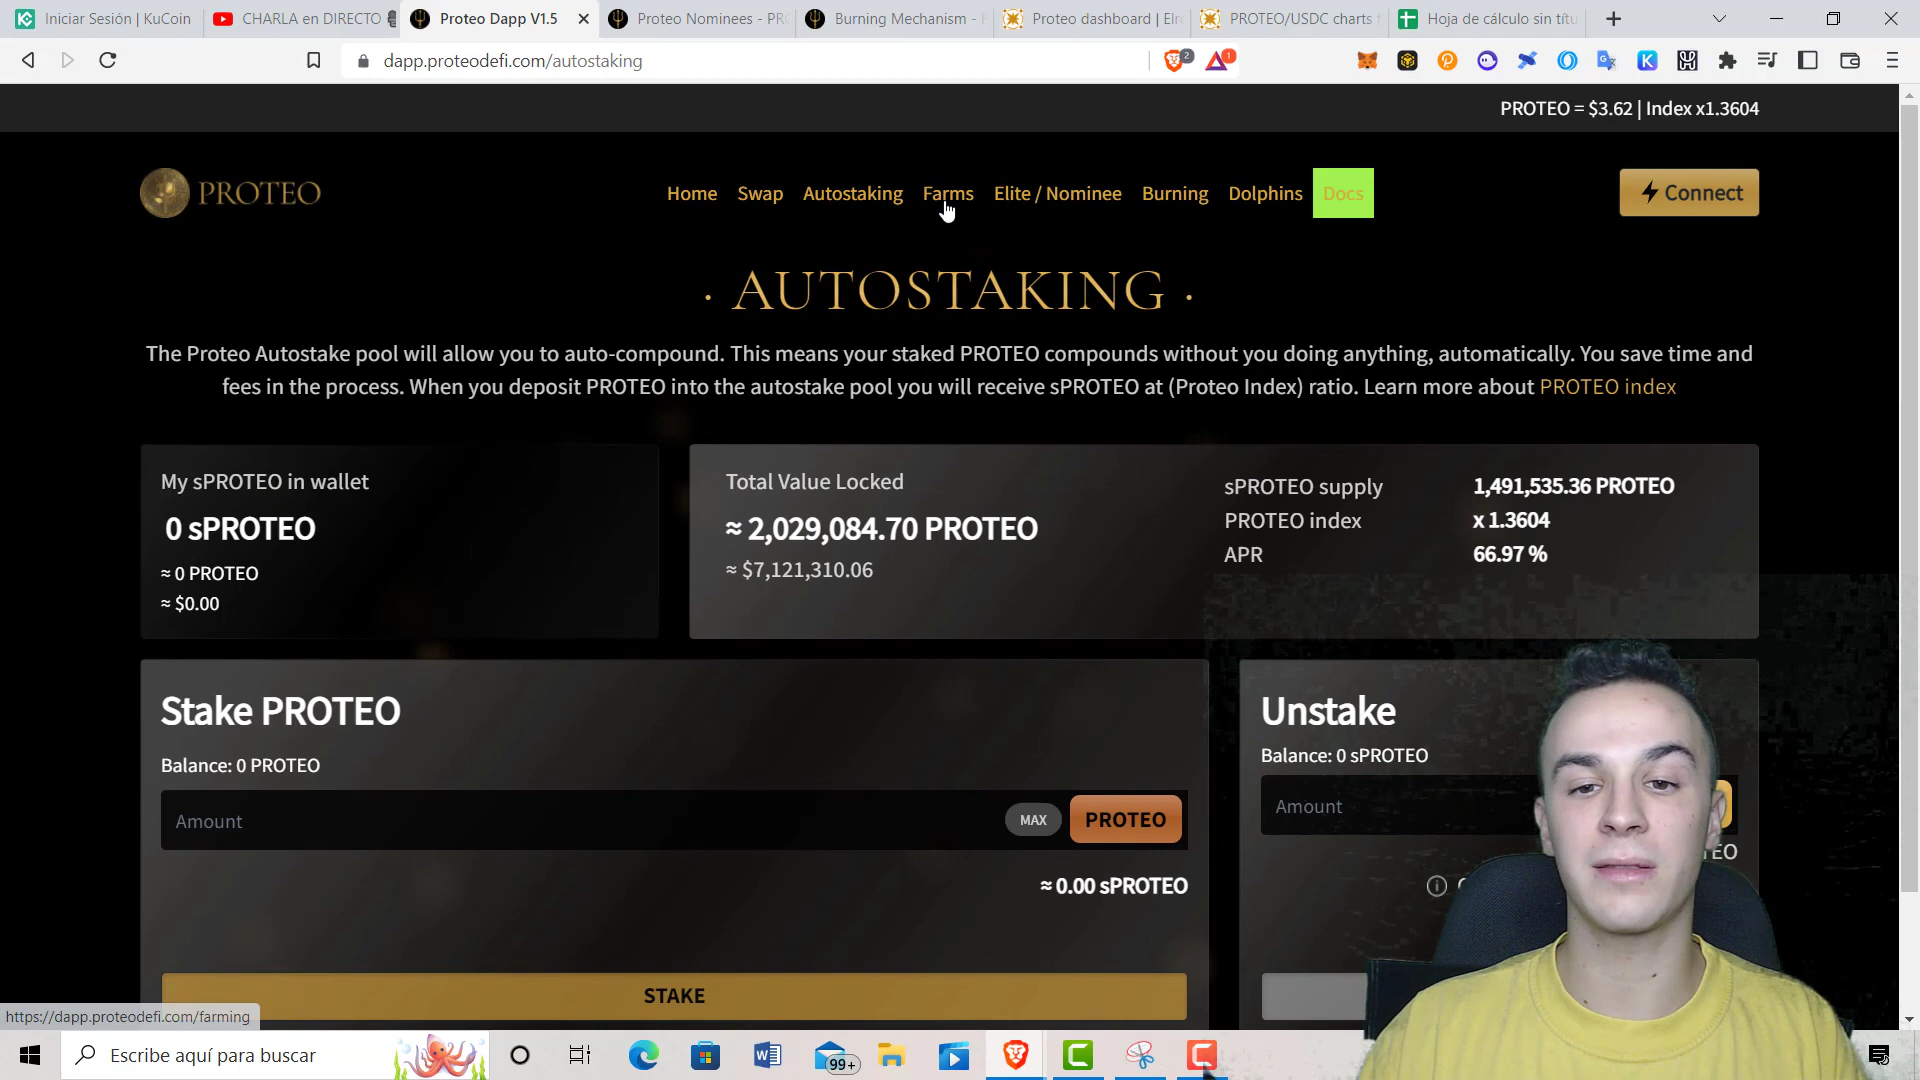 Iniciar Sesión | KuCoin
CHARLA en DIRECTO
Proteo Dapp V1.5
Proteo Nominees - PRO
Burning Mechanism -
Proteo dashboard | Elr
PROTEO/USDC charts
Hoja de cálculo sin títu
dapp.proteodefi.com/autostaking
2
1
PROTEO = $3.62 | Index x1.3604
PROTEO
Home
Swap
Autostaking
Farms
Elite / Nominee
Burning
Dolphins
Docs
Connect
· AUTOSTAKING ·
The Proteo Autostake pool will allow you to auto-compound. This means your staked PROTEO compounds without you doing anything, automatically. You save time and
fees in the process. When you deposit PROTEO into the autostake pool you will receive sPROTEO at (Proteo Index) ratio. Learn more about PROTEO index
My sPROTEO in wallet
0 sPROTEO
≈ 0 PROTEO
≈ $0.00
Total Value Locked
≈ 2,029,084.70 PROTEO
≈ $7,121,310.06
sPROTEO supply
1,491,535.36 PROTEO
PROTEO index
x 1.3604
APR
66.97 %
Stake PROTEO
Balance: 0 PROTEO
Amount
MAX
PROTEO
≈ 0.00 sPROTEO
STAKE
Unstake
Balance: 0 sPROTEO
Amount
https://dapp.proteodefi.com/farming
Escribe aquí para buscar
99+